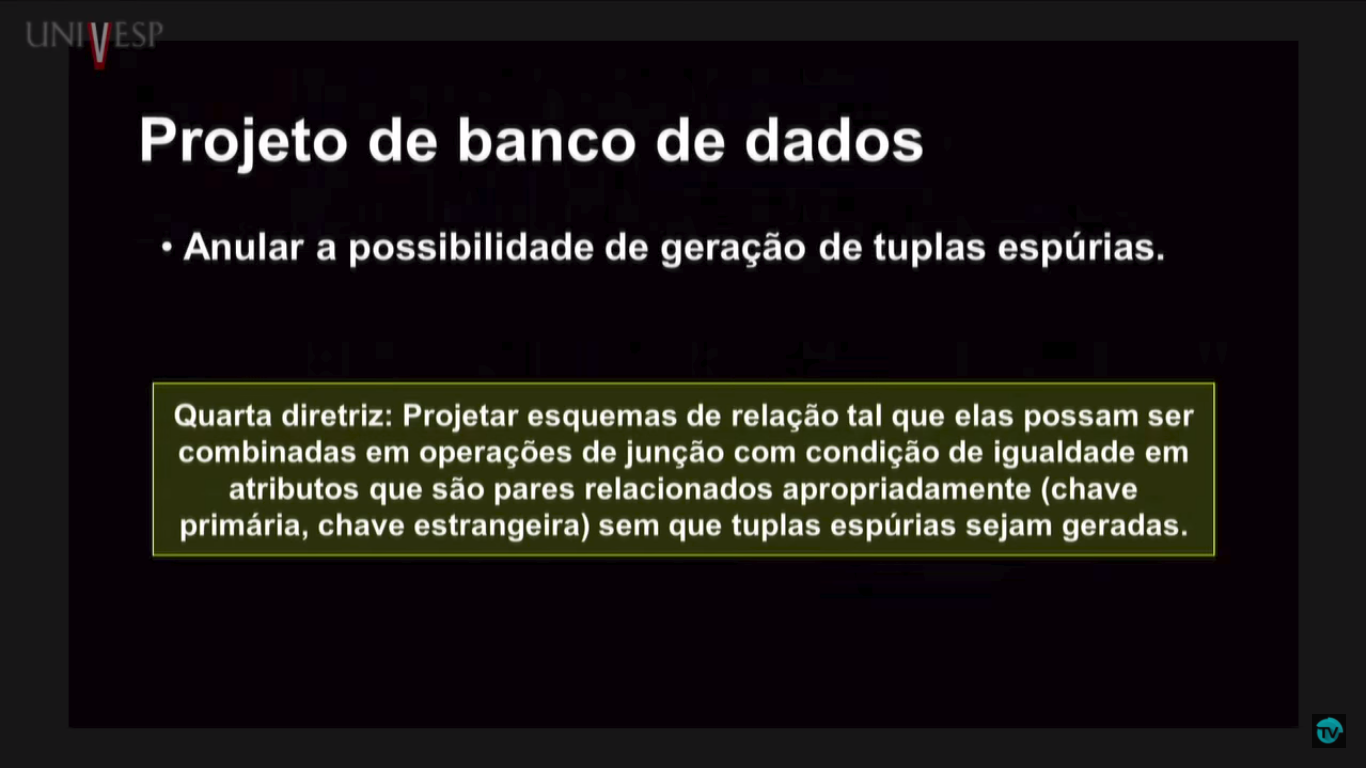 UNIVESP
Projeto de banco de dados
• Anular a possibilidade de geração de tuplas espúrias.
Quarta diretriz: Projetar esquemas de relação tal que elas possam ser
combinadas em operações de junção com condição de igualdade em
atributos que são pares relacionados apropriadamente (chave
primária, chave estrangeira) sem que tuplas espúrias sejam geradas.
TV